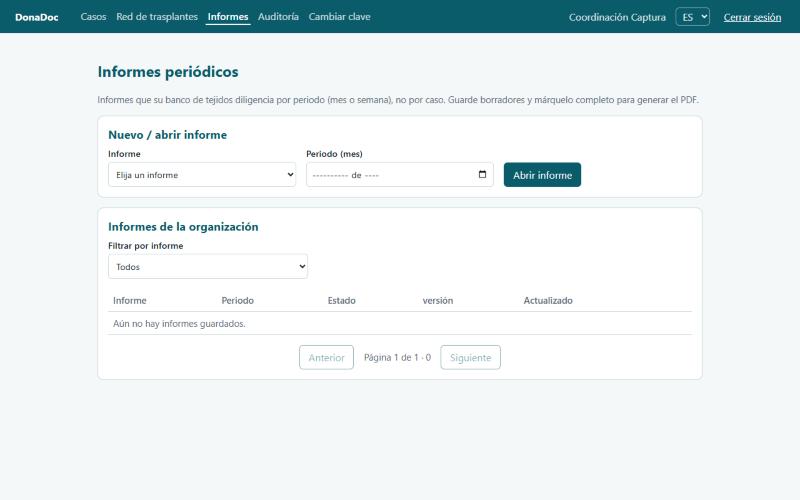 DonaDoc Casos Red de trasplantes Informes Auditoría Cambiar clave Coordinación Captura ES Cerrar sesión
Informes periódicos
Informes que su banco de tejidos diligencia por periodo (mes o semana), no por caso. Guarde borradores y márquelo completo para generar el PDF.
Nuevo / abrir informe
Informe Periodo (mes)
Elija un informe ---------- de ---- Abrir informe
Informes de la organización
Filtrar por informe
Todos
Informe Periodo Estado versión Actualizado
Aún no hay informes guardados.
Anterior Página 1 de 1 · 0 Siguiente